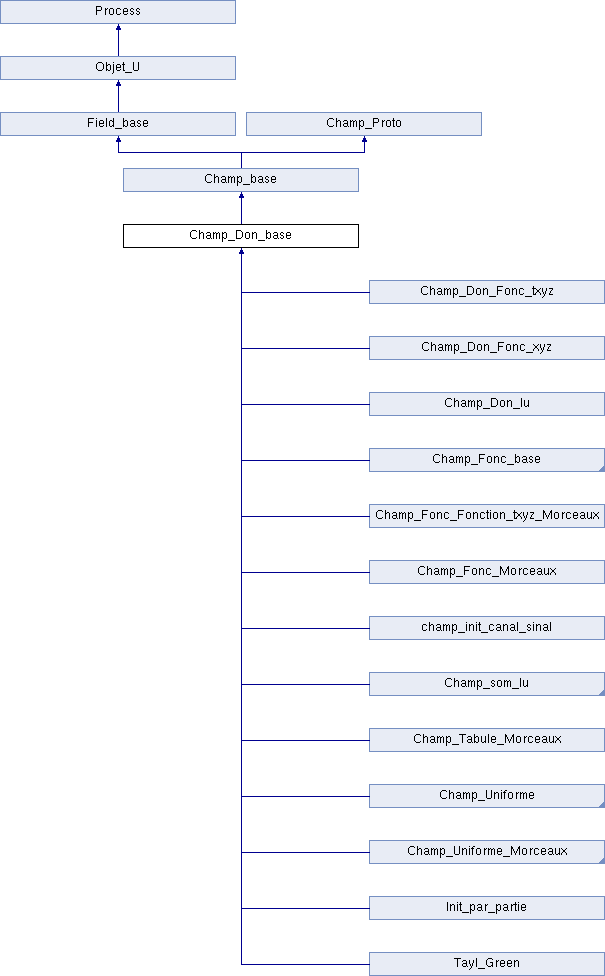 Process
Objet_U
Field_base
Champ_Proto
Champ_base
Champ_Don_base
Champ_Don_Fonc_txyz
Champ_Don_Fonc_xyz
Champ_Don_lu
Champ_Fonc_base
Champ_Fonc_Fonction_txyz_Morceaux
Champ_Fonc_Morceaux
champ_init_canal_sinal
Champ_som_lu
Champ_Tabule_Morceaux
Champ_Uniforme
Champ_Uniforme_Morceaux
Init_par_partie
Tayl_Green